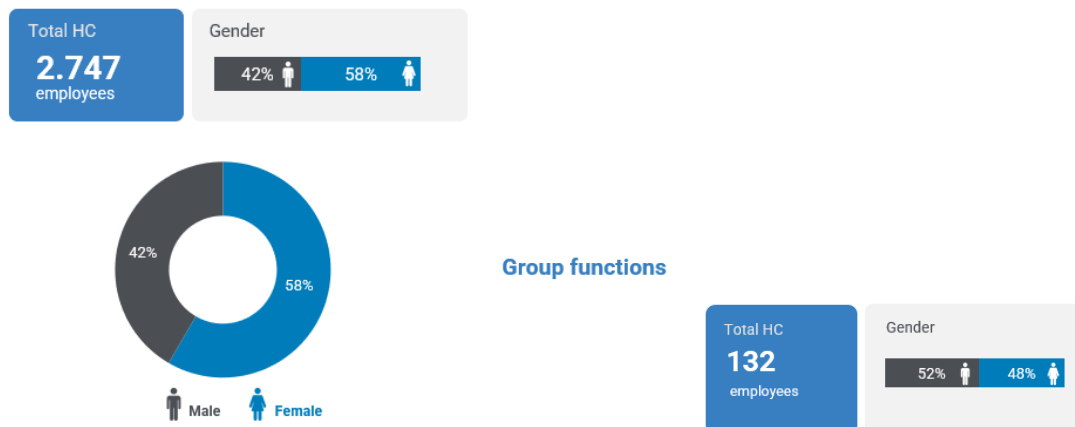 Total HC
2.747
employees
Gender
42%
58%
42%
58%
Male
Female
Group functions
Total HC
132
employees
Gender
52%
48%